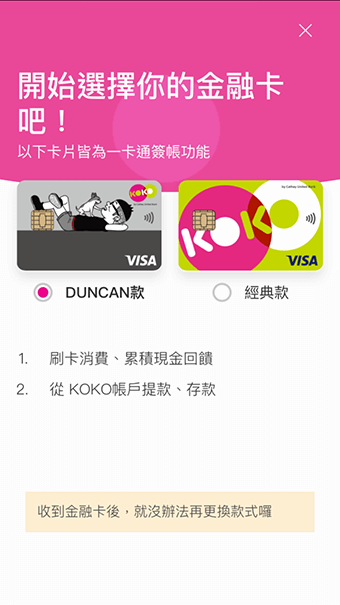 開始選擇你的金融卡
吧！
以下卡片皆為一卡通簽帳功能
KOKO
VISA
by Cathay United Bank
KOKO
VISA
DUNCAN款
經典款
1. 刷卡消費、累積現金回饋
2. 從 KOKO帳戶提款、存款
收到金融卡後，就沒辦法再更換款式囉